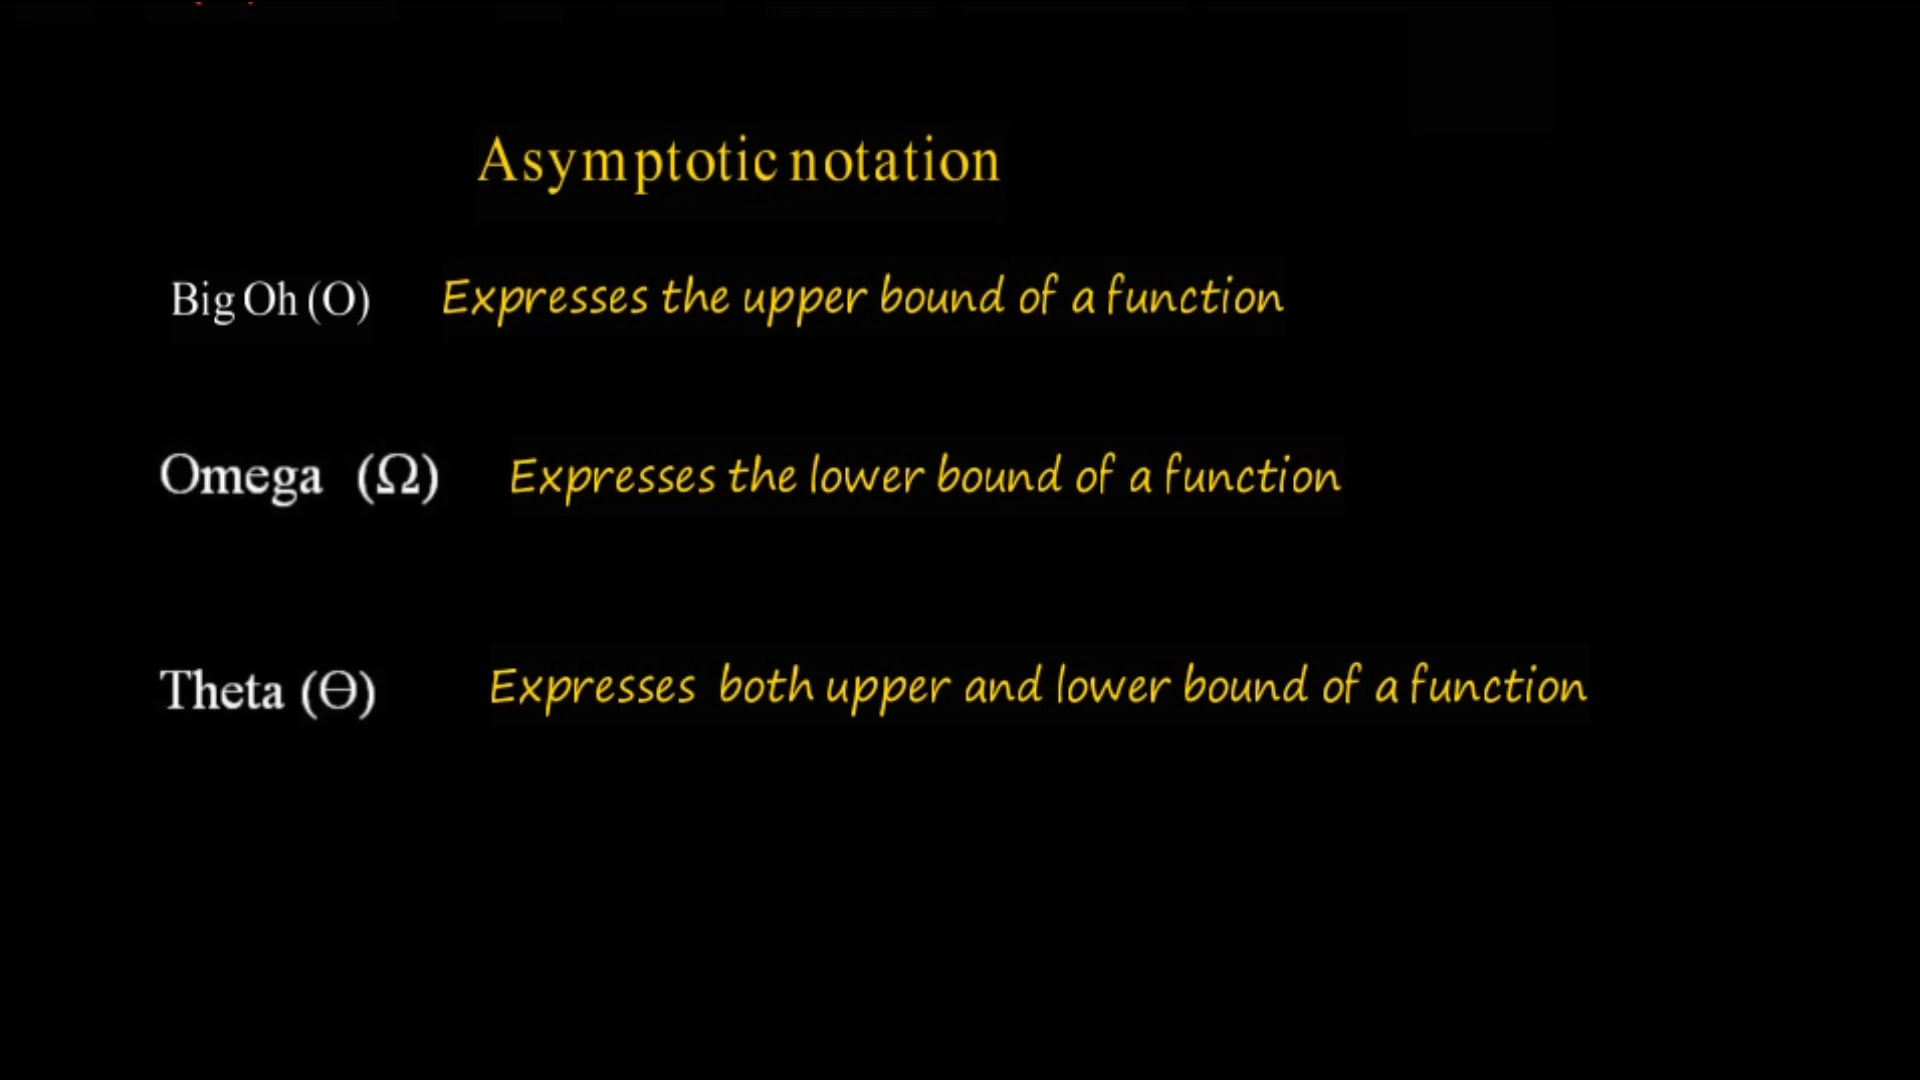 Asymptotic notation
Big Oh (O) Expresses the upper bound of a function
Omega (Ω) Expresses the lower bound of a function
Theta (Ө) Expresses both upper and lower bound of a function